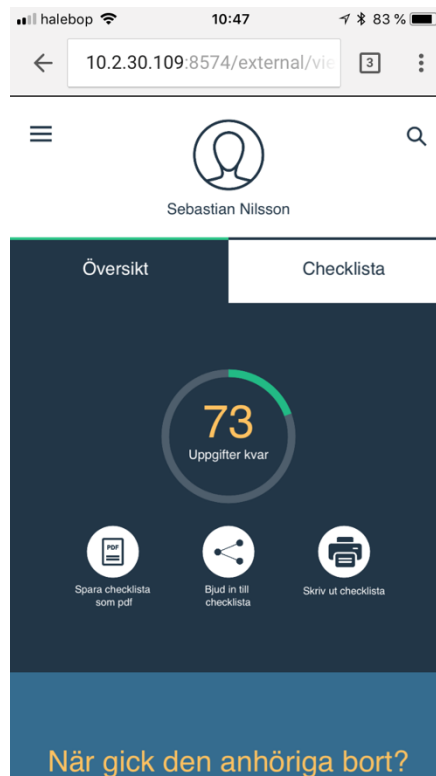 halebop 10:47 83 %
10.2.30.109:8574/external/vie 3
Sebastian Nilsson
Översikt Checklista
73
Uppgifter kvar
PDF
Spara checklista
som pdf
Bjud in till
checklista
Skriv ut checklista
När gick den anhöriga bort?